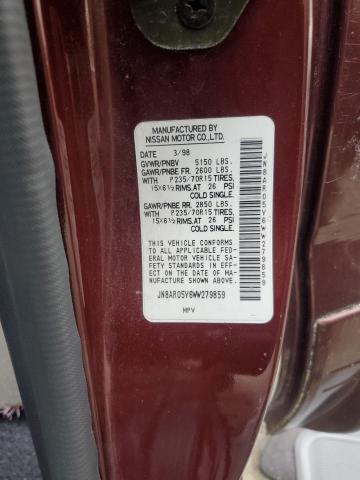 MANUFACTURED BY
NISSAN MOTOR CO.,LTD.
DATE 3/98
GVWR/PNBV 5150 LBS.
GAWR/PNBE FR 2600 LBS.
WITH P235/70R15 TIRES,
15X6½ RIMS,AT 26 PSI
COLD SINGLE.
GAWR/PNBE RR 2850 LBS.
WITH P235/70R15 TIRES,
15X6½ RIMS,AT 26 PSI
COLD SINGLE.
THIS VEHICLE CONFORMS
TO ALL APPLICABLE FED-
ERAL MOTOR VEHICLE SA-
FETY STANDARDS IN EFF-
ECT ON THE DATE OF MA-
NUFACTURE SHOWN ABOVE.
JN8AR05Y6WW279859
MPV
JN8AR05Y6WW279859